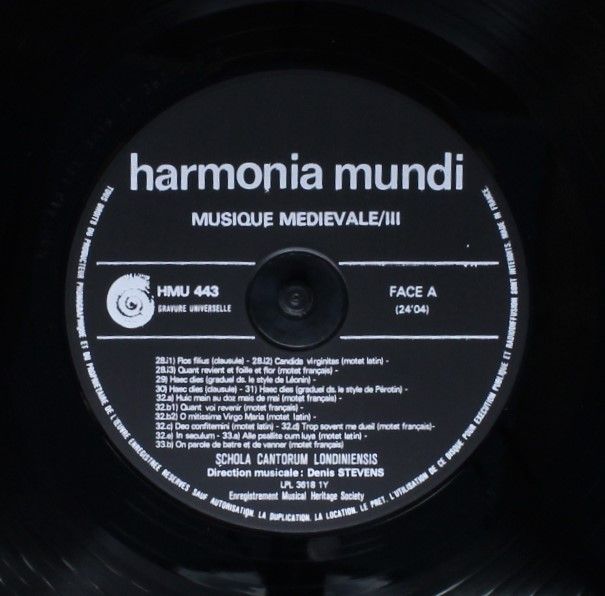 harmonia mundi
MUSIQUE MEDIEVALE/III
HMU 443
GRAVURE UNIVERSELLE
FACE A
(24'04)
28.i1) Flos filius (clausule) - 28.i2) Candida virginitas (motet latin) -
28.i3) Quant revient et foille et flor (motet français) -
29) Haec dies (graduel ds. le style de Léonin) -
30) Haec dies (clausule) - 31) Haec dies (graduel ds. le style de Pérotin) -
32.a) Huic main au doz mais de mai (motet français) -
32.b1) Quant voi revenir (motet français) -
32.b2) O mitissima Virgo Maria (motet latin) -
32.c) Deo confitemini (motet latin) - 32.d) Trop sovent me dueil (motet français) -
32.e) In seculum - 33.a) Alle psallite cum luya (motet latin) -
33.b) On parole de batre et de vanner (motet français)
SCHOLA CANTORUM LONDINIENSIS
Direction musicale : Denis STEVENS
LPL 3618 1Y
Enregistrement Musical Heritage Society
TOUS DROITS DU PRODUCTEUR PHONOGRAPHIQUE ET DU PROPRIETAIRE DE L'ŒUVRE ENREGISTREE RESERVES SAUF AUTORISATION. LA DUPLICATION. LA LOCATION. LE PRET. L'UTILISATION DE CE DISQUE POUR EXECUTION PUBLIQUE ET RADIODIFFUSION SONT INTERDITS. MADE IN FRANCE.